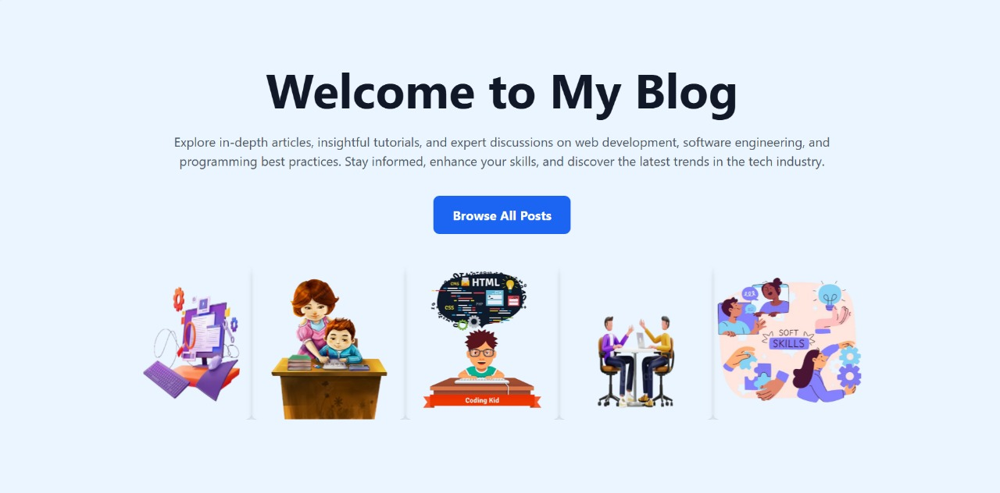 Welcome to My Blog
Explore in-depth articles, insightful tutorials, and expert discussions on web development, software engineering, and
programming best practices. Stay informed, enhance your skills, and discover the latest trends in the tech industry.
Browse All Posts
CMS
HTML
CSS
PHP
Coding Kid
SOFT
SKILLS